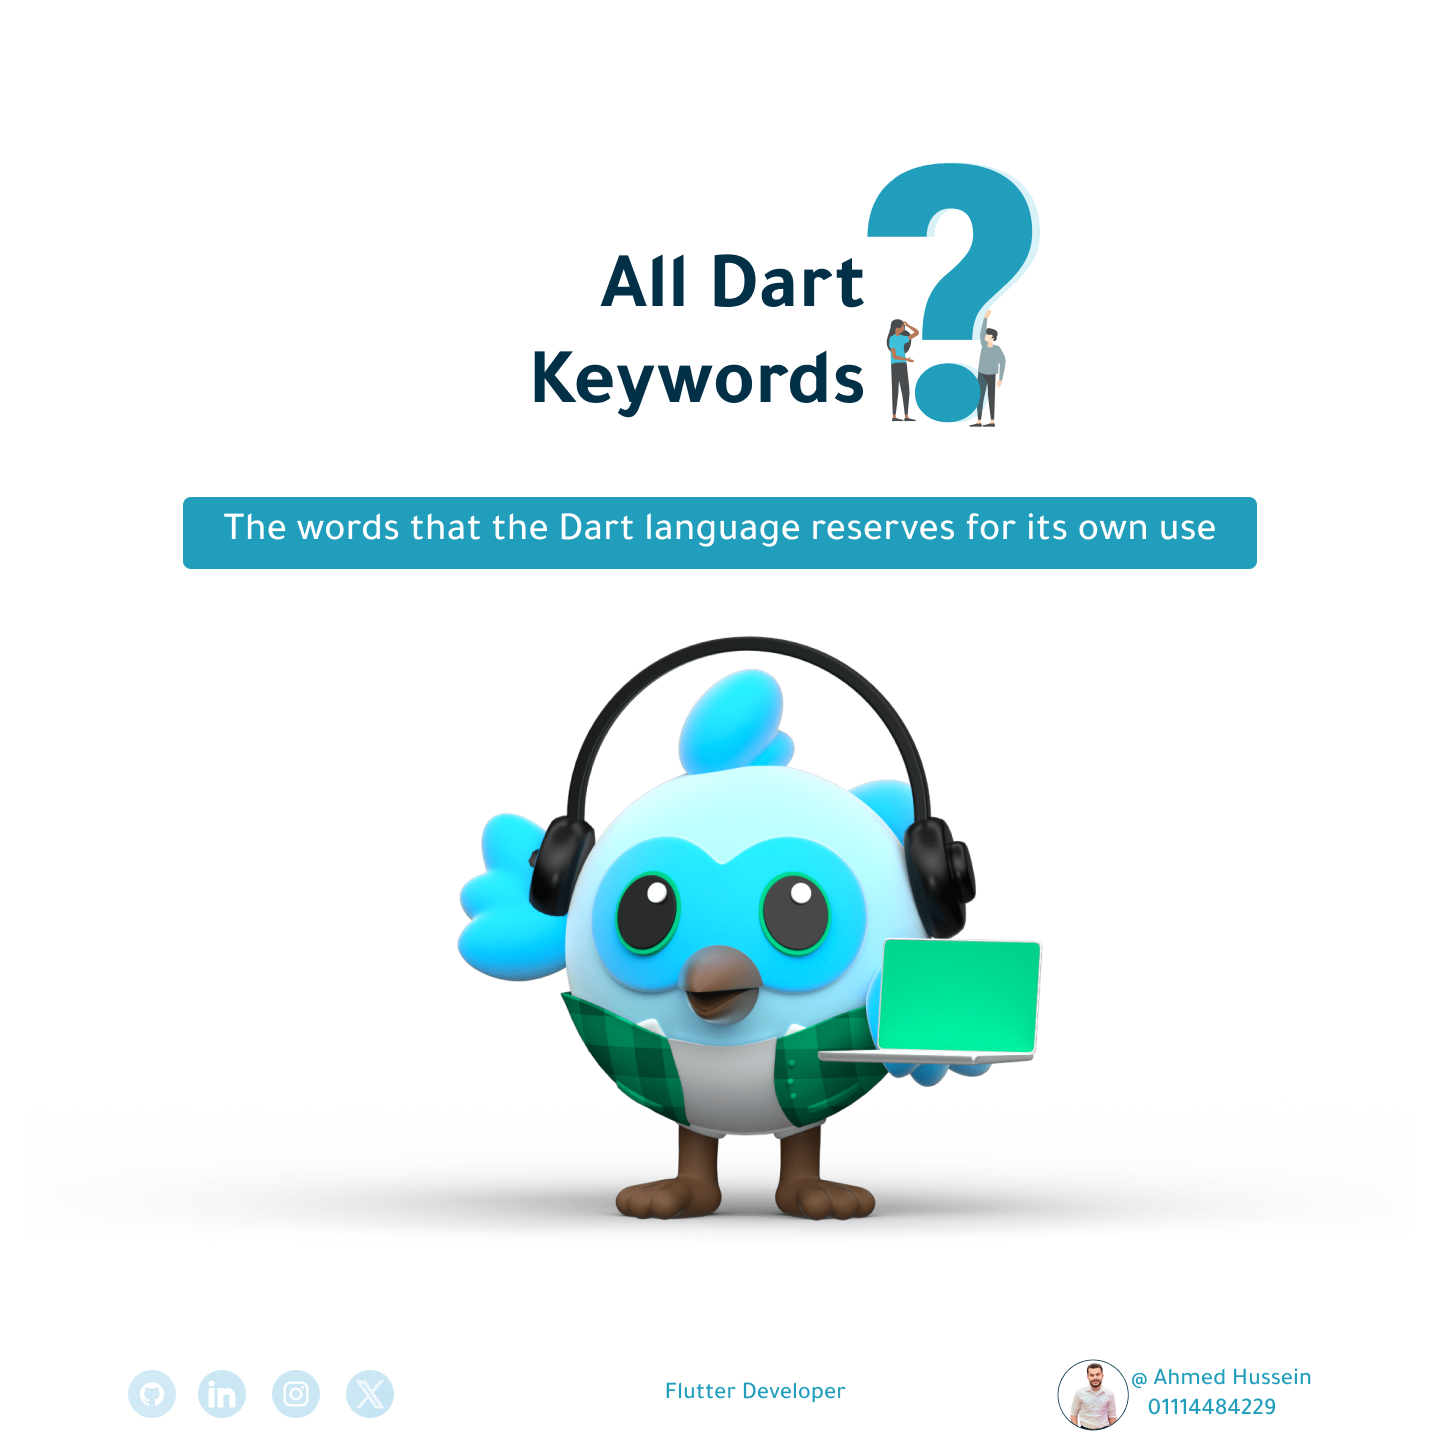 All Dart
Keywords
?
The words that the Dart language reserves for its own use
Flutter Developer
@ Ahmed Hussein
01114484229